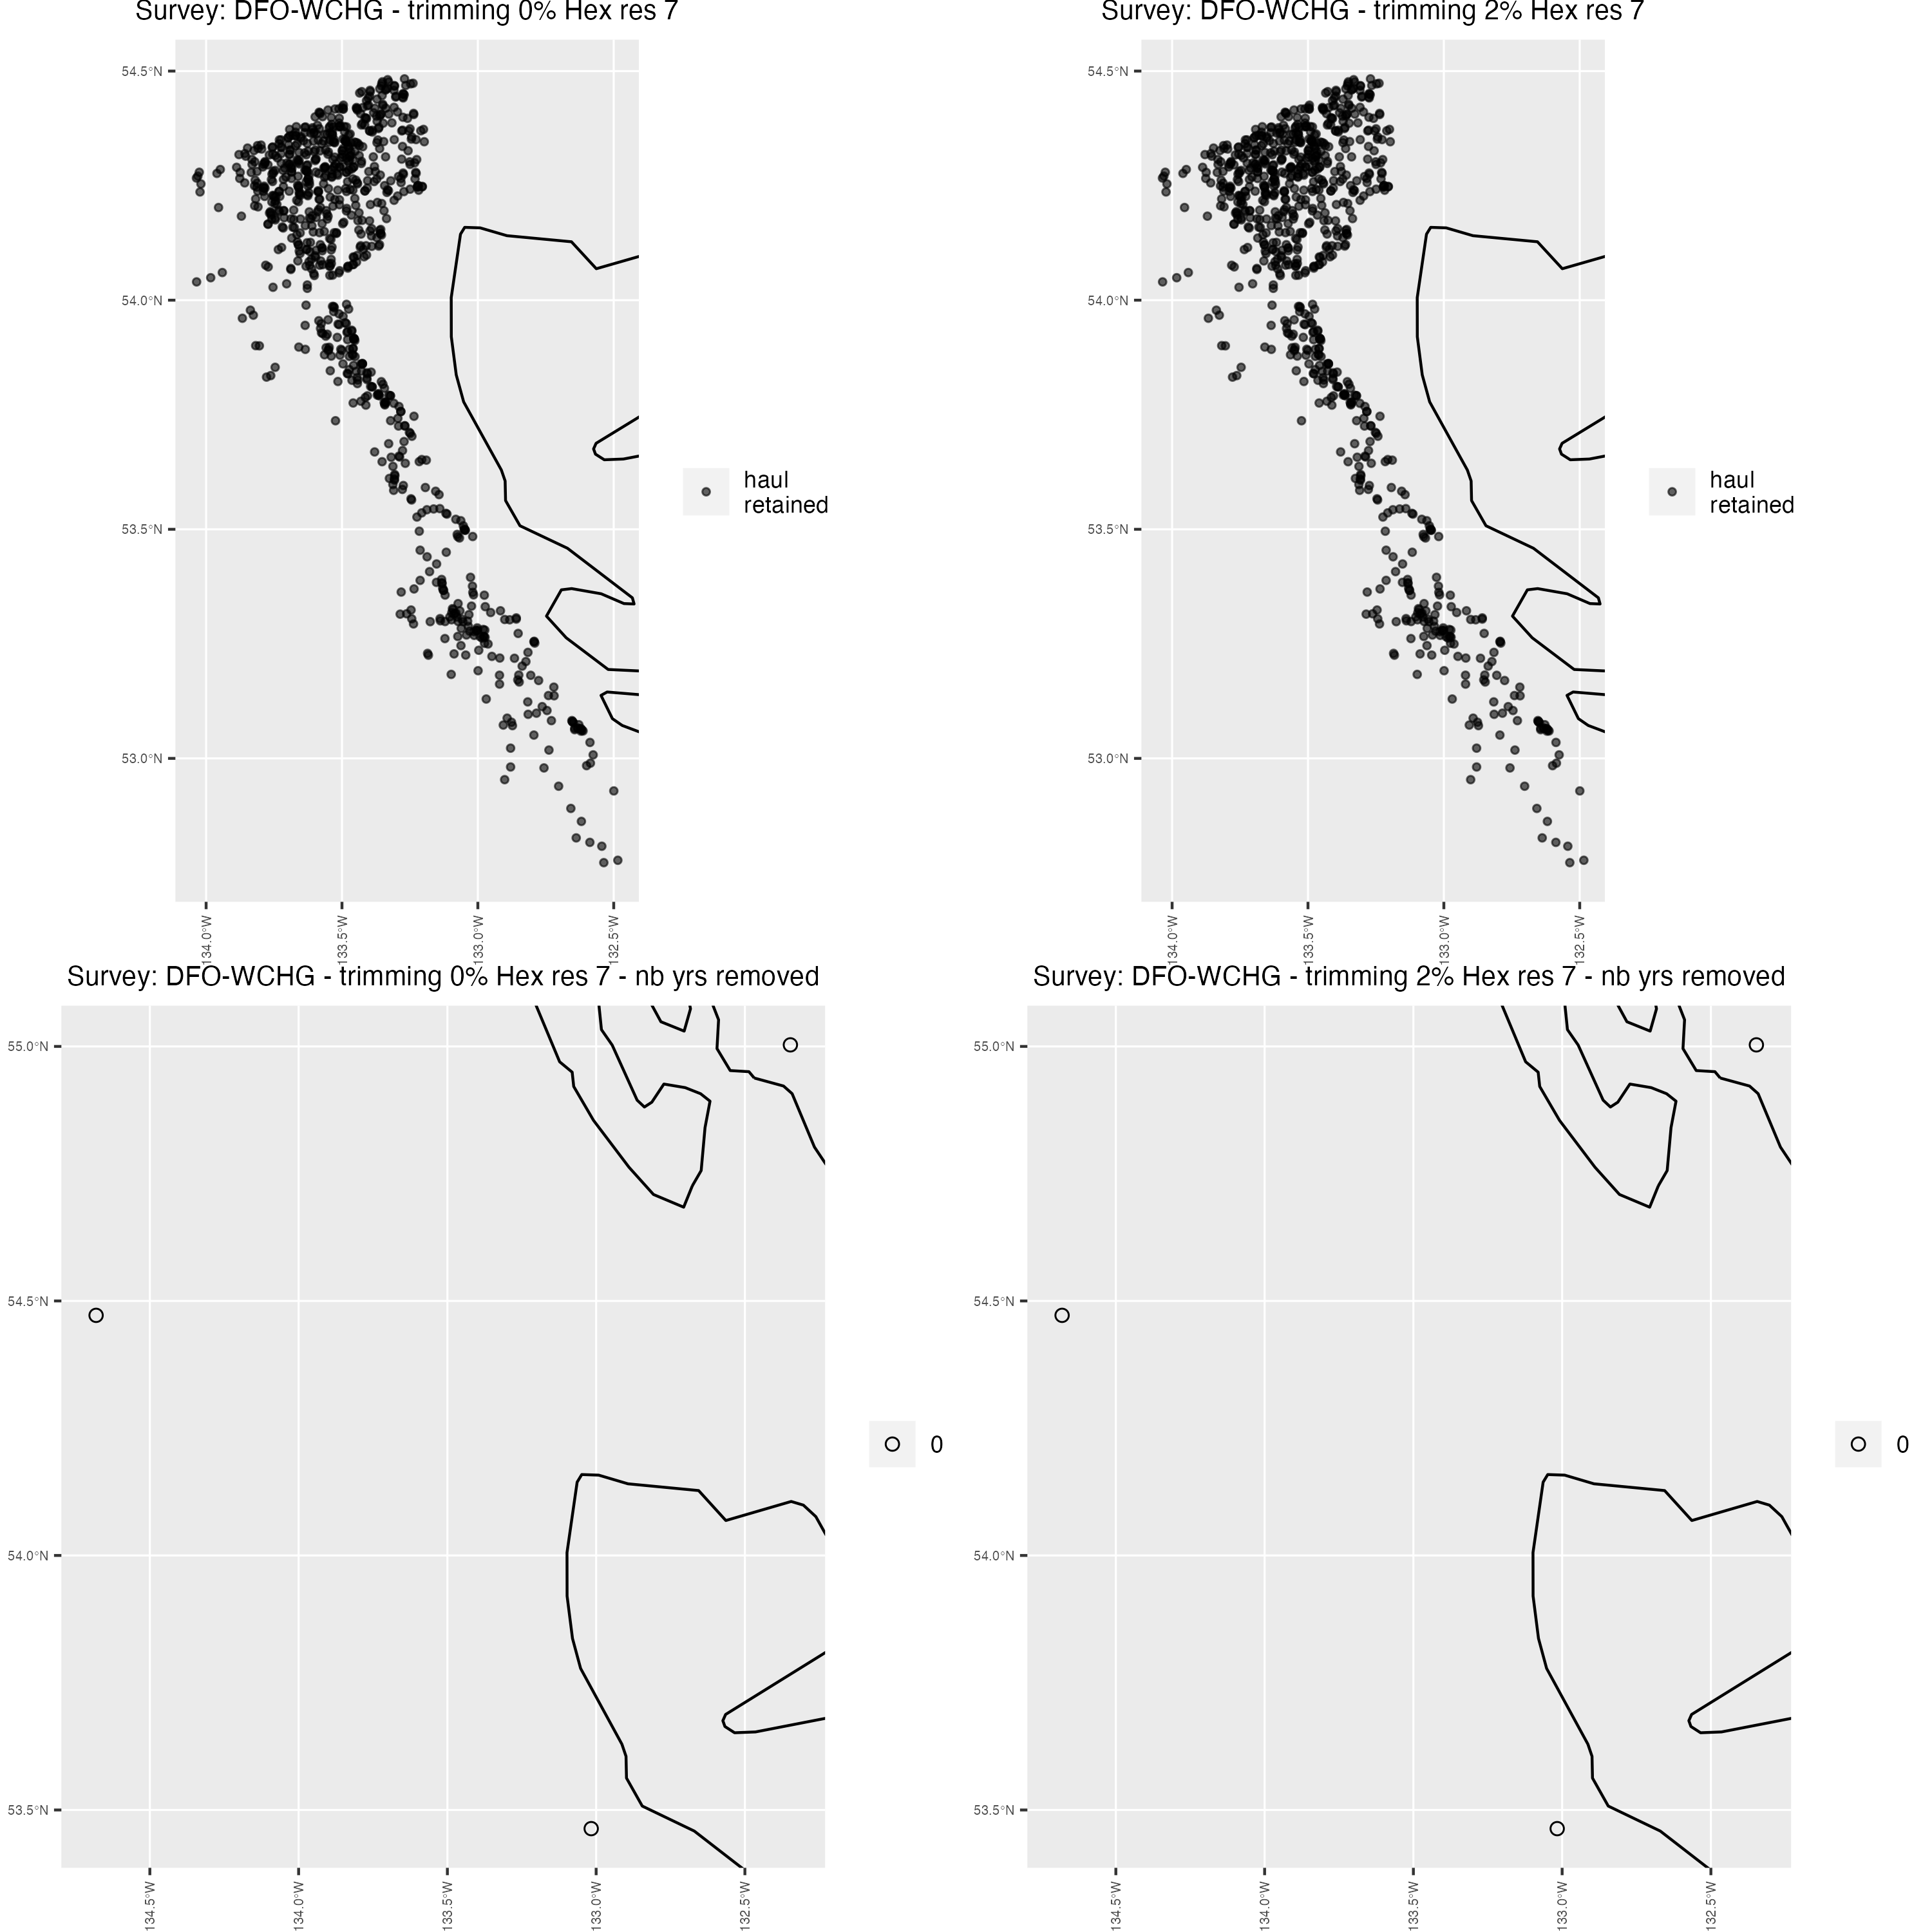 Survey: DFO-WCHG - trimming 0% Hex res 7
54.5°N
54.0°N
53.5°N
53.0°N
134.0°W
133.5°W
133.0°W
132.5°W
haul
retained
Survey: DFO-WCHG - trimming 2% Hex res 7
54.5°N
54.0°N
53.5°N
53.0°N
134.0°W
133.5°W
133.0°W
132.5°W
haul
retained
Survey: DFO-WCHG - trimming 0% Hex res 7 - nb yrs removed
55.0°N
54.5°N
54.0°N
53.5°N
134.5°W
134.0°W
133.5°W
133.0°W
132.5°W
0
Survey: DFO-WCHG - trimming 2% Hex res 7 - nb yrs removed
55.0°N
54.5°N
54.0°N
53.5°N
134.5°W
134.0°W
133.5°W
133.0°W
132.5°W
0